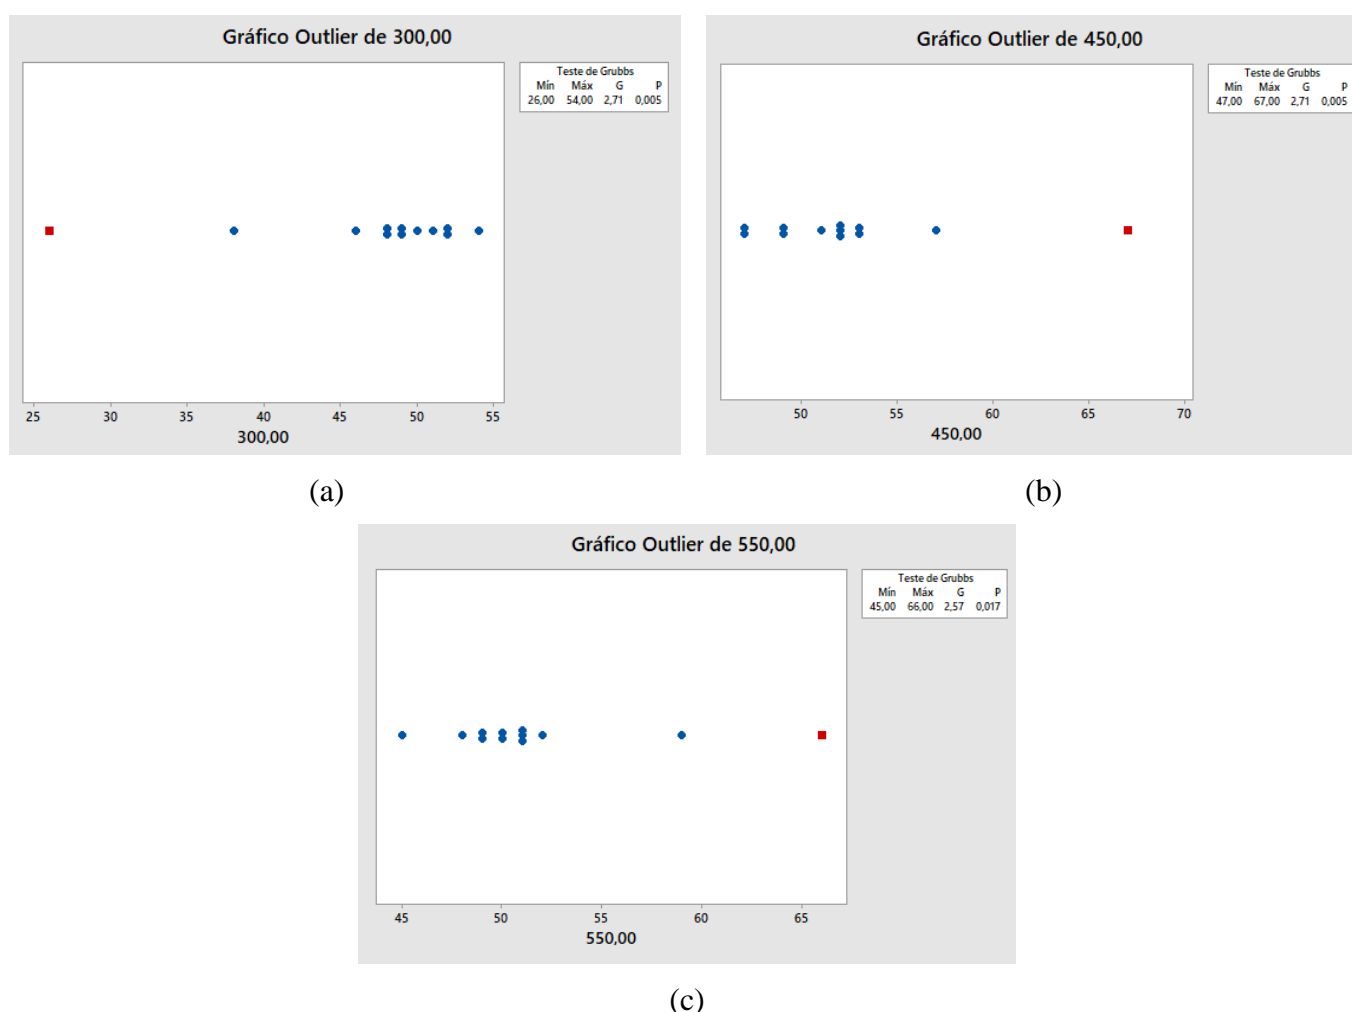 Gráfico Outlier de 300,00
Teste de Grubbs
Mín Máx G P
26,00 54,00 2,71 0,005
25 30 35 40 45 50 55
300,00
(a)
Gráfico Outlier de 450,00
Teste de Grubbs
Mín Máx G P
47,00 67,00 2,71 0,005
50 55 60 65 70
450,00
(b)
Gráfico Outlier de 550,00
Teste de Grubbs
Mín Máx G P
45,00 66,00 2,57 0,017
45 50 55 60 65
550,00
(c)